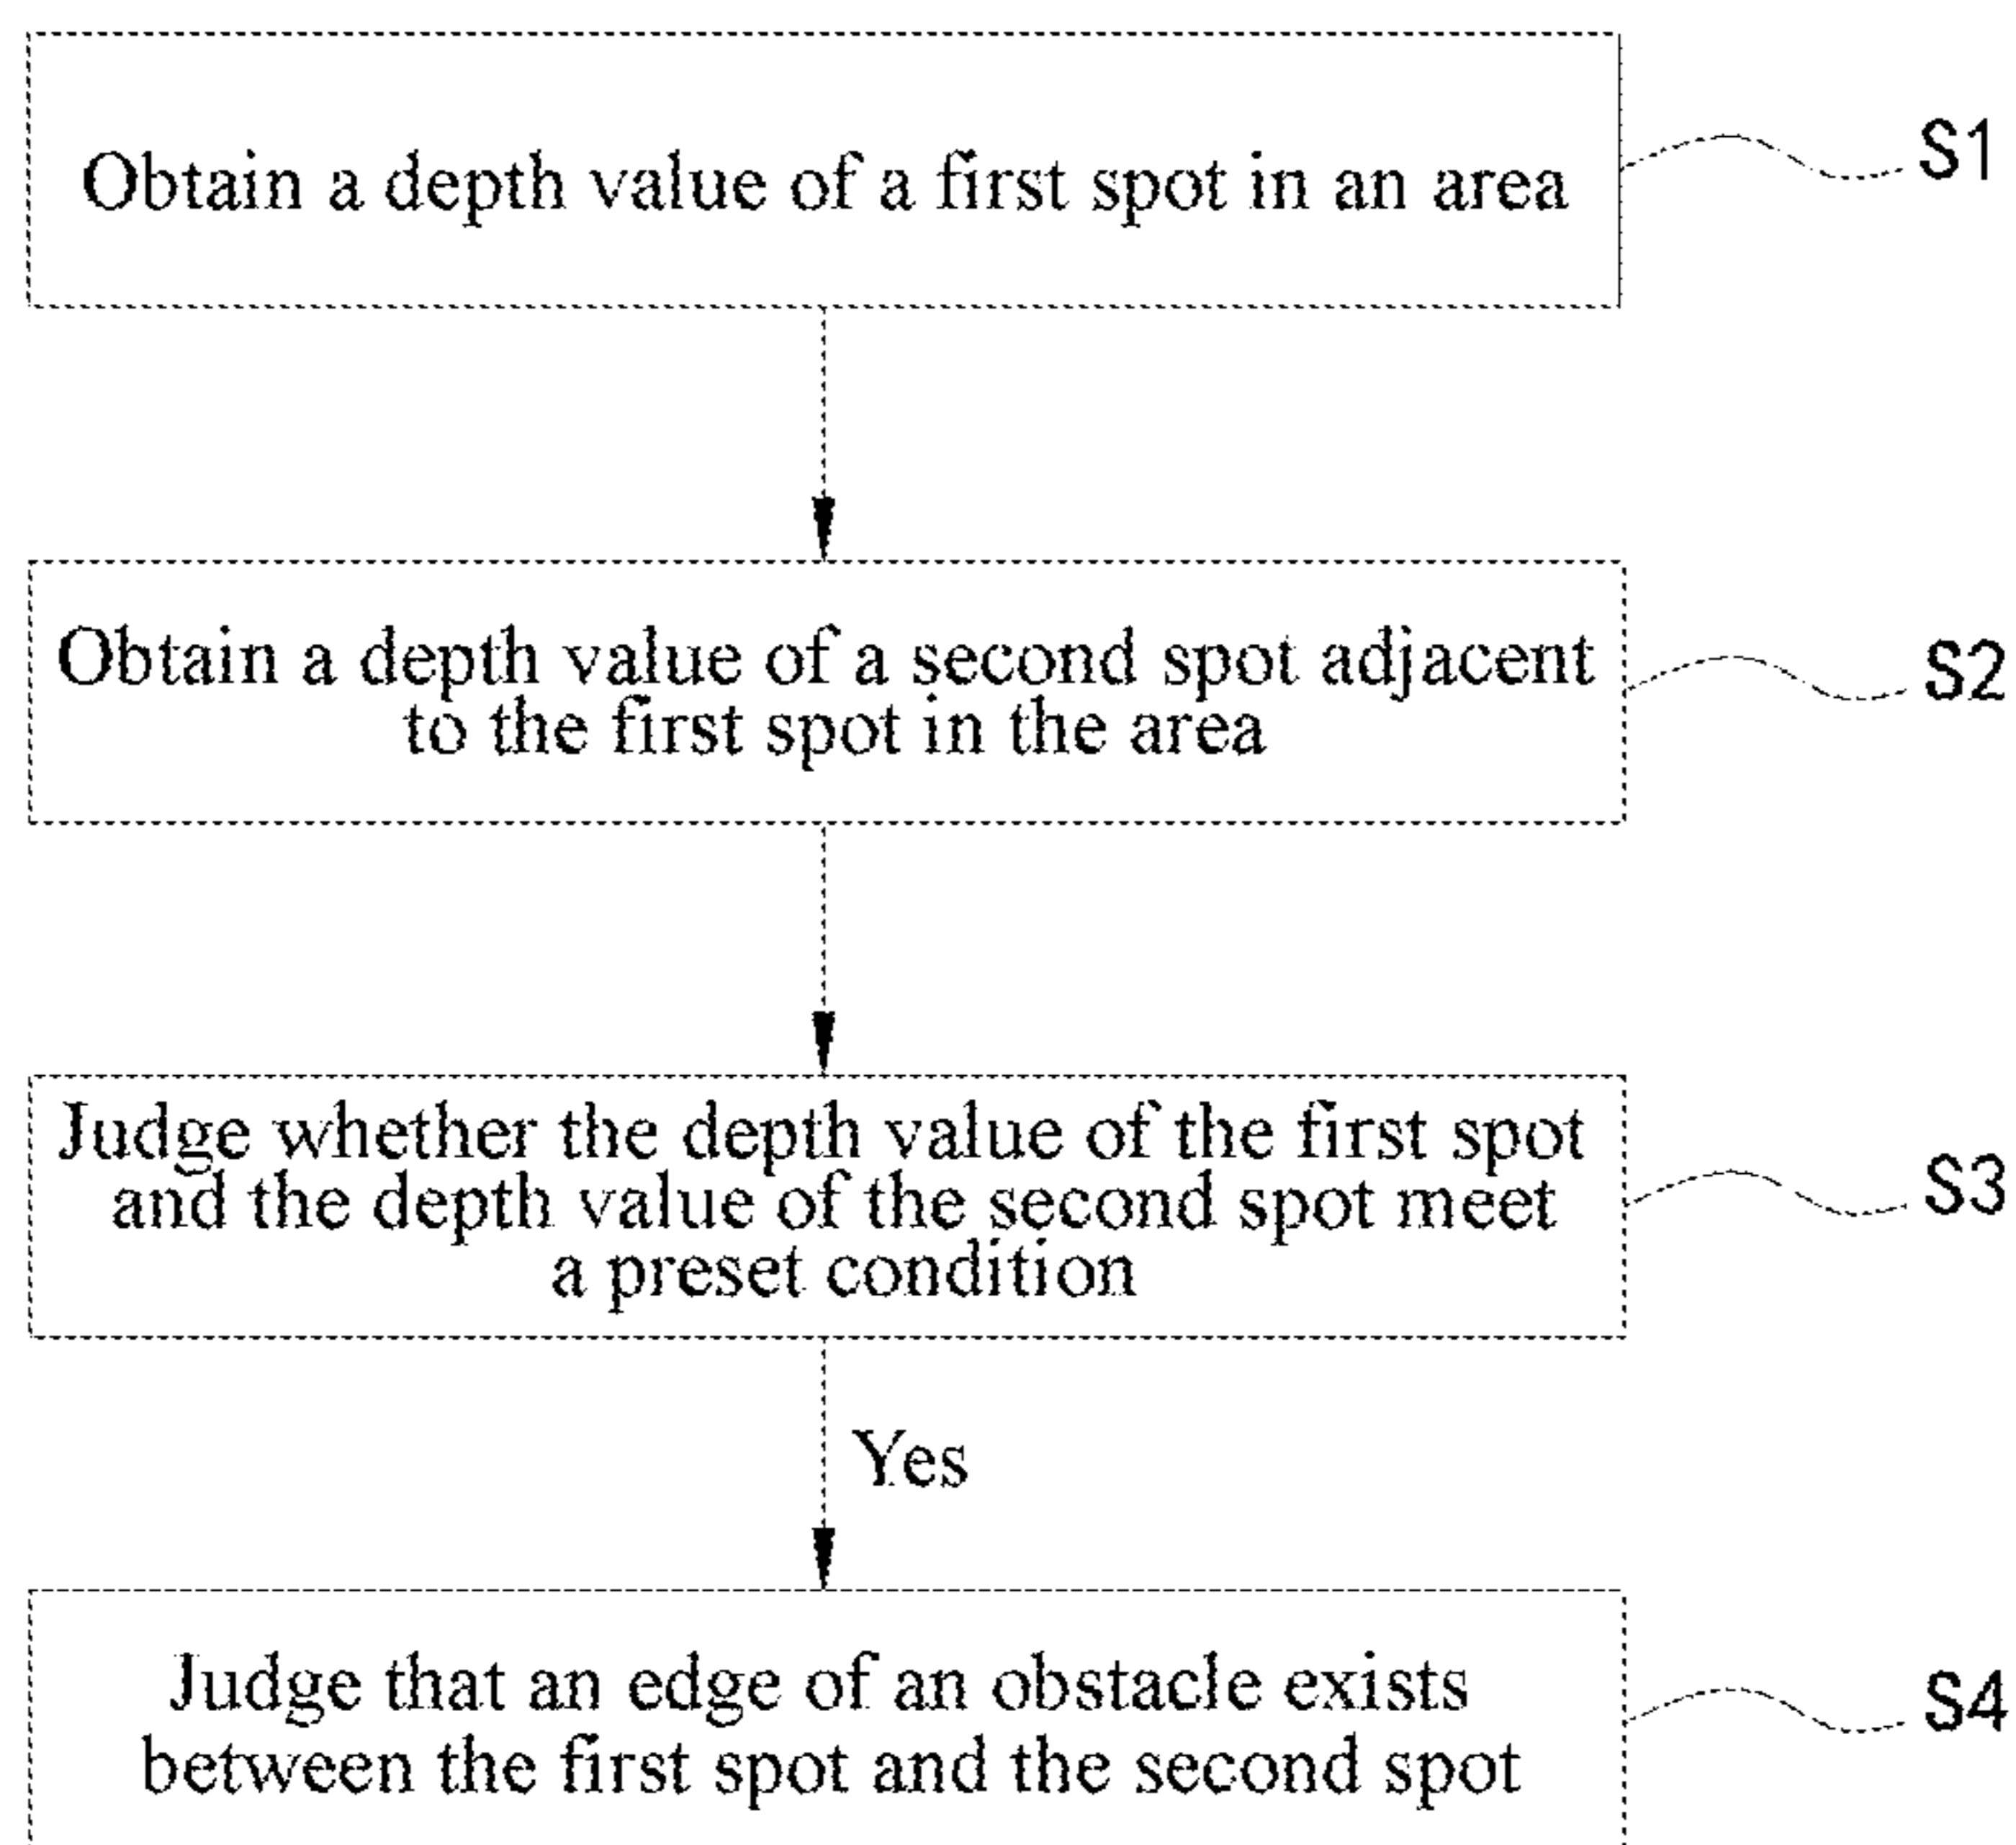 Obtain a depth value of a first spot in an area
S1
Obtain a depth value of a second spot adjacent
to the first spot in the area
S2
Judge whether the depth value of the first spot
and the depth value of the second spot meet
a preset condition
S3
Yes
Judge that an edge of an obstacle exists
between the first spot and the second spot
S4